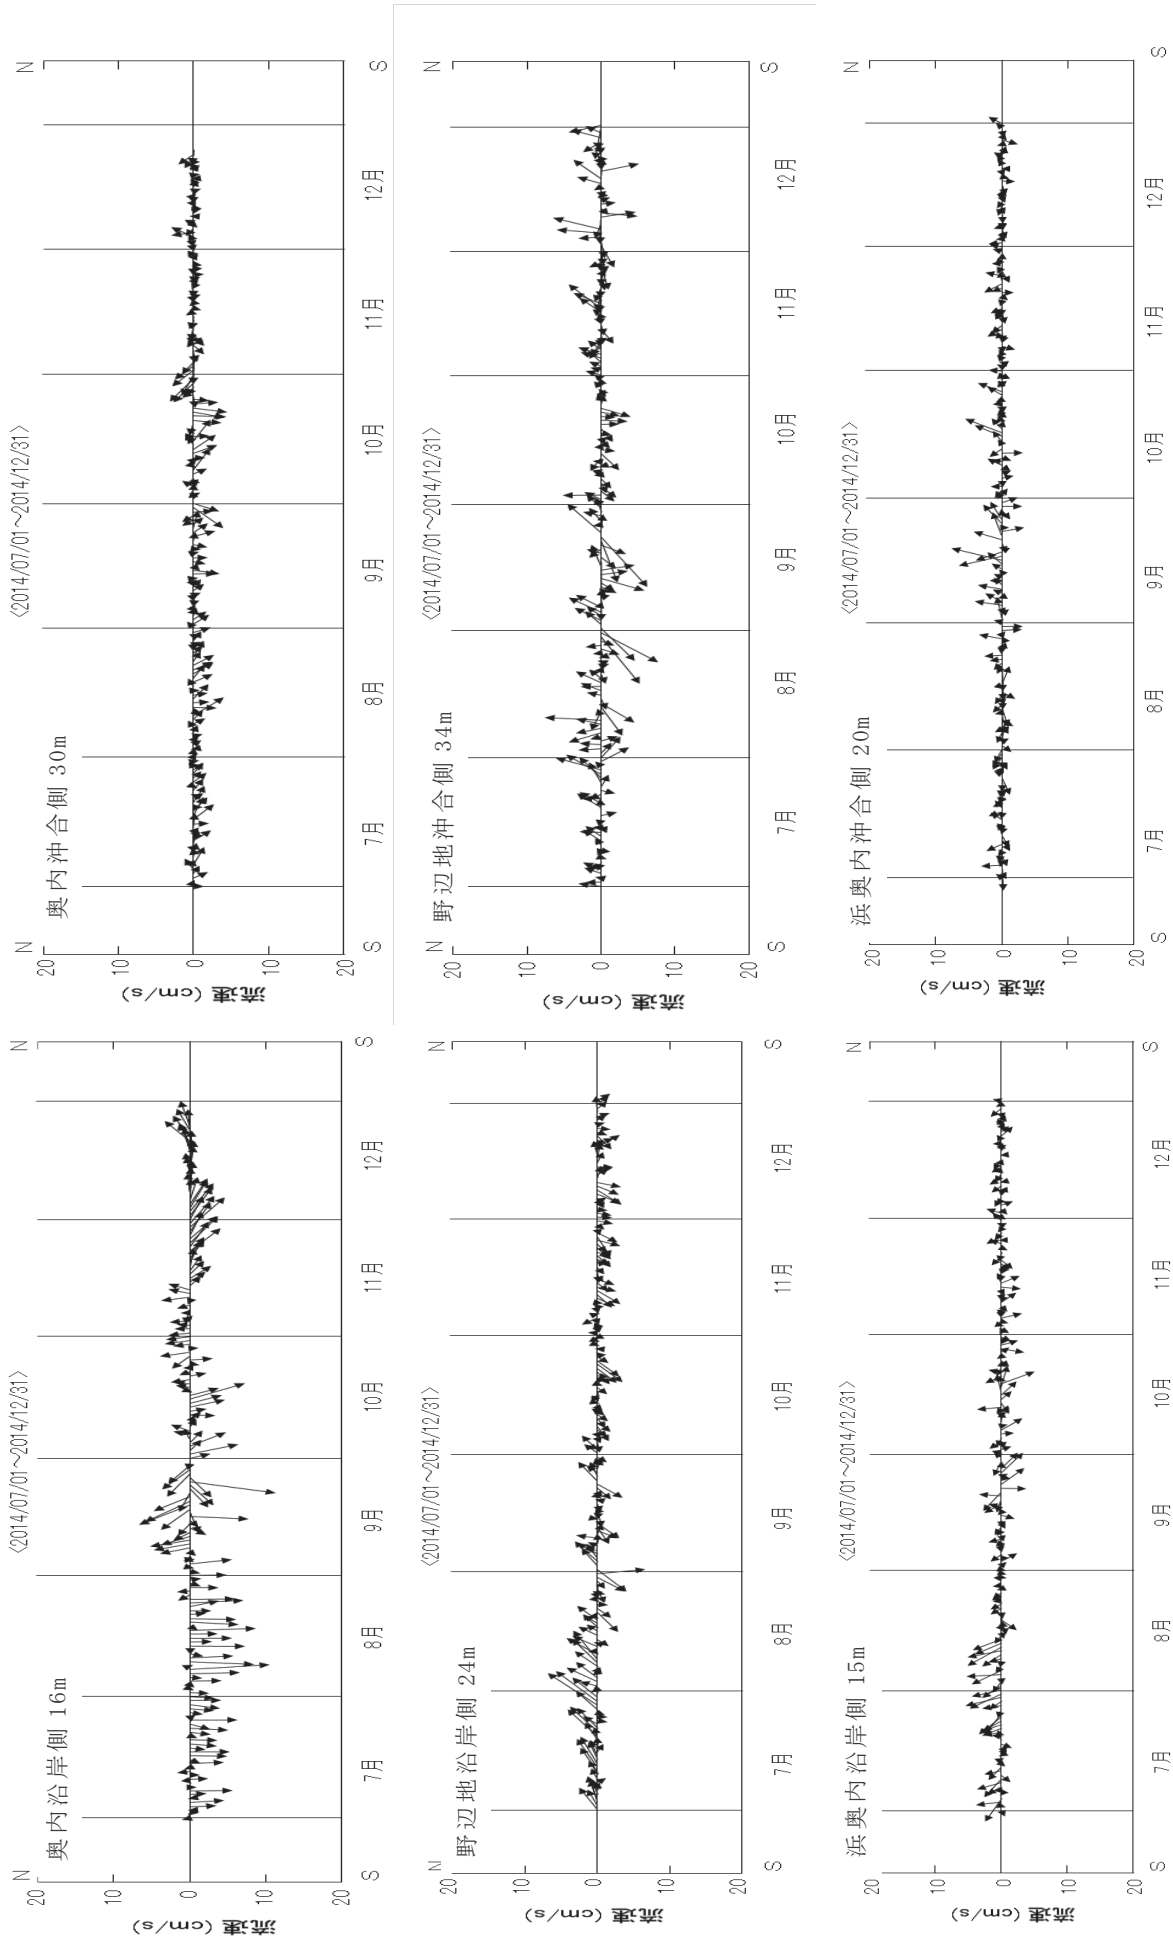 <2014/07/01~2014/12/31>
N
N
奥内沿岸側 16m
20
10
0
10
20
流速 (cm/s)
S
7月
8月
9月
10月
11月
12月
S
<2014/07/01~2014/12/31>
N
N
奥内沖合側 30m
20
10
0
10
20
流速 (cm/s)
S
7月
8月
9月
10月
11月
12月
S
<2014/07/01~2014/12/31>
N
N
野辺地沿岸側 24m
20
10
0
10
20
流速 (cm/s)
S
7月
8月
9月
10月
11月
12月
S
<2014/07/01~2014/12/31>
N
N
野辺地沖合側 34m
20
10
0
10
20
流速 (cm/s)
S
7月
8月
9月
10月
11月
12月
S
<2014/07/01~2014/12/31>
N
浜奥内沿岸側 15m
20
10
0
10
20
流速 (cm/s)
S
7月
8月
9月
10月
11月
12月
S
<2014/07/01~2014/12/31>
N
浜奥内沖合側 20m
20
10
0
10
20
流速 (cm/s)
S
7月
8月
9月
10月
11月
12月
S